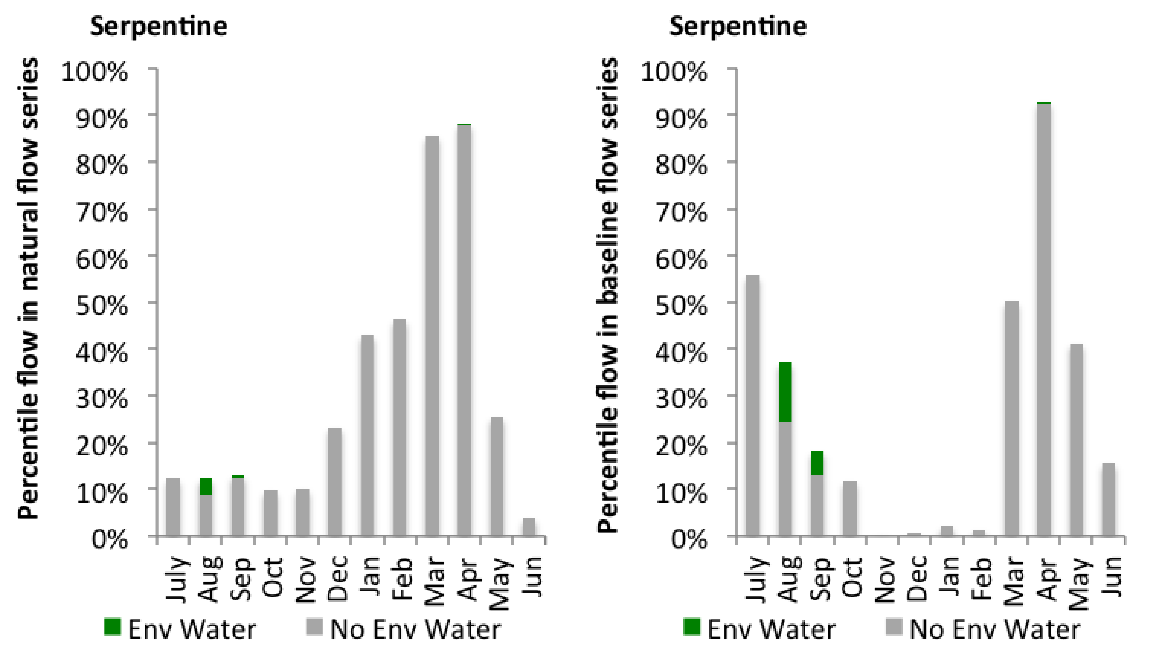 Serpentine
Percentile flow in natural flow series
100%
90%
80%
70%
60%
50%
40%
30%
20%
10%
0%
July
Aug
Sep
Oct
Nov
Dec
Jan
Feb
Mar
Apr
May
Jun
Env Water
No Env Water
Serpentine
Percentile flow in baseline flow series
100%
90%
80%
70%
60%
50%
40%
30%
20%
10%
0%
July
Aug
Sep
Oct
Nov
Dec
Jan
Feb
Mar
Apr
May
Jun
Env Water
No Env Water